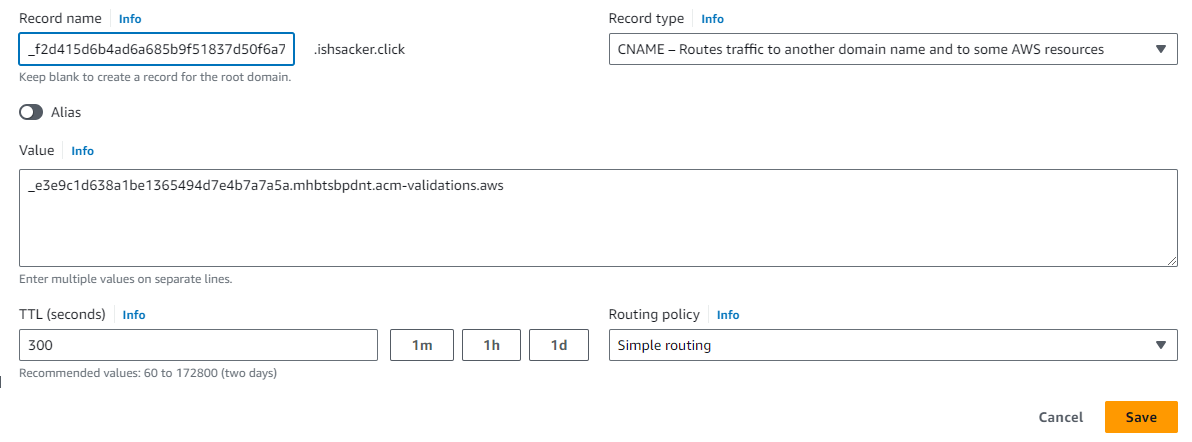 Record name Info
Record type Info
_f2d415d6b4ad6a685b9f51837d50f6a7 .ishsacker.click
CNAME – Routes traffic to another domain name and to some AWS resources
Keep blank to create a record for the root domain.
Alias
Value Info
_e3e9c1d638a1be1365494d7e4b7a7a5a.mhbtsbpdnt.acm-validations.aws
Enter multiple values on separate lines.
TTL (seconds) Info
Routing policy Info
300 1m 1h 1d
Simple routing
Recommended values: 60 to 172800 (two days)
Cancel Save